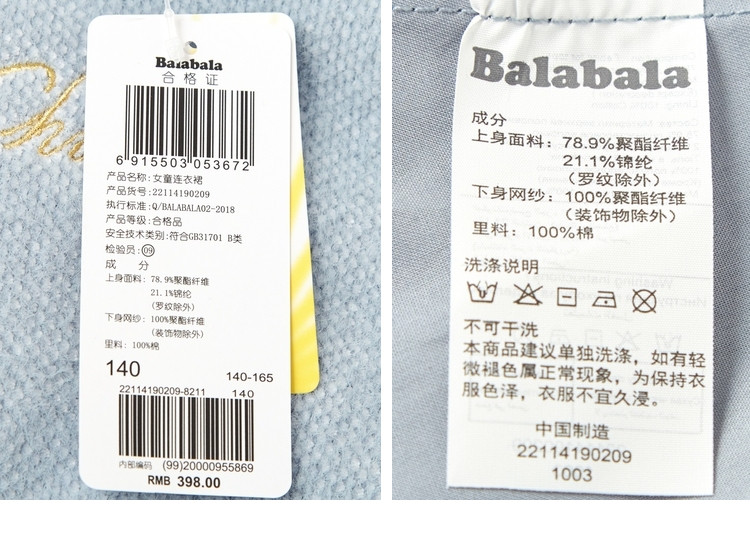 Balabala
合格证
6 915503 053672
产品名称:女童连衣裙
产品货号:22114190209
执行标准:Q/BALABALA02-2018
产品等级:合格品
安全技术类别:符合GB31701 B类
检验员:09
成 分
上身面料: 78.9%聚酯纤维
21.1%锦纶
(罗纹除外)
下身网纱: 100%聚酯纤维
(装饰物除外)
里料: 100%棉
140
140-165
22114190209-8211 140
内部编码 (99)20000955869
RMB 398.00
Balabala
成分
上身面料: 78.9%聚酯纤维
21.1%锦纶
(罗纹除外)
下身网纱: 100%聚酯纤维
(装饰物除外)
里料: 100%棉
洗涤说明
不可干洗
本商品建议单独洗涤，如有轻
微褪色属正常现象，为保持衣
服色泽，衣服不宜久浸。
中国制造
22114190209
1003